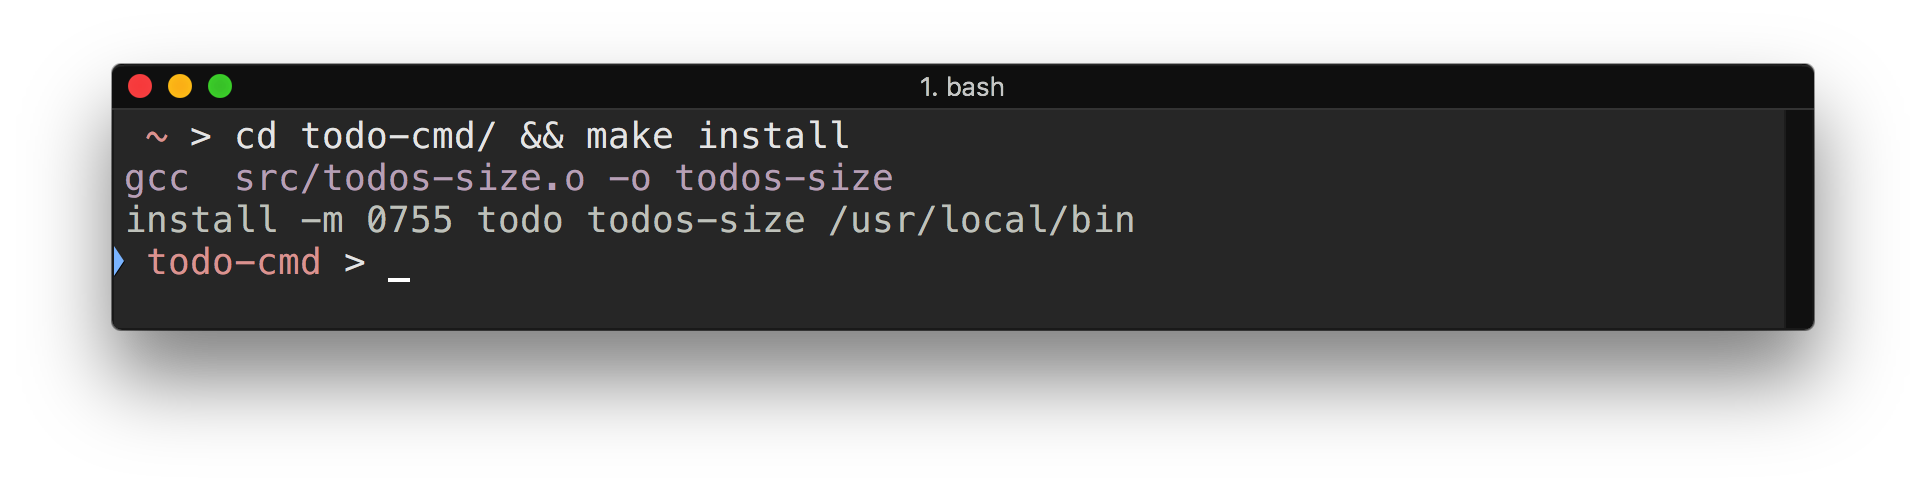 1. bash
~ > cd todo-cmd/ && make install
gcc  src/todos-size.o -o todos-size
install -m 0755 todo todos-size /usr/local/bin
todo-cmd > _